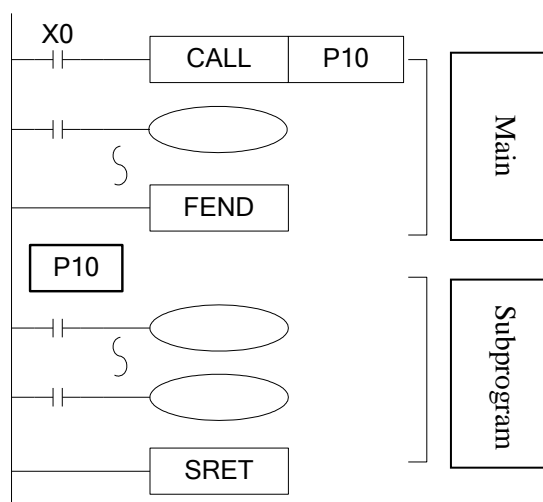 X0
CALL P10
Main
FEND
P10
Subprogram
SRET